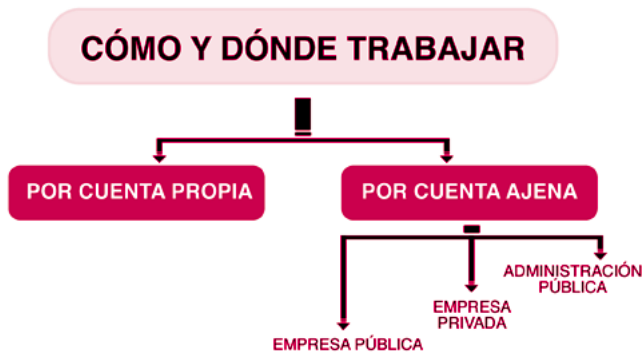 CÓMO Y DÓNDE TRABAJAR
POR CUENTA PROPIA
POR CUENTA AJENA
EMPRESA PÚBLICA
EMPRESA
PRIVADA
ADMINISTRACIÓN
PÚBLICA